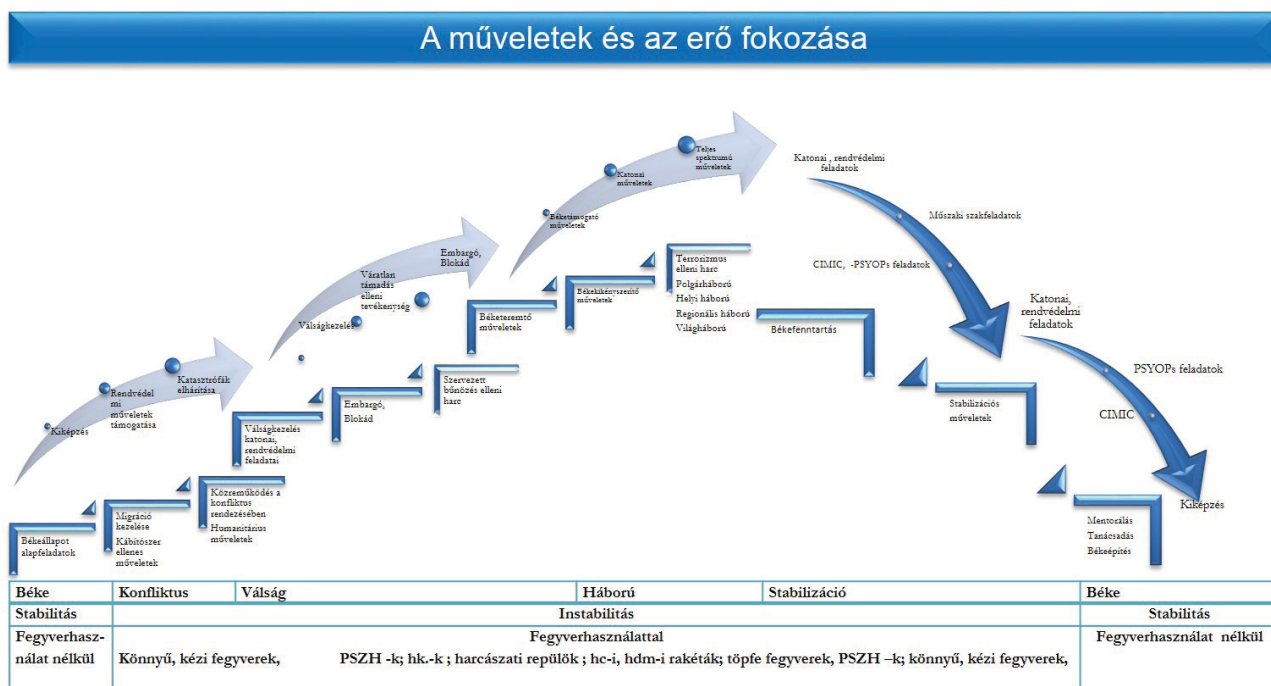 A műveletek és az erő fokozása
Kiképzés
Rendvédel
mi
műveletek
támogatása
Katasztrófák
elhárítása
Válságkezelés
Váratlan
támadás
elleni
tevékenység
Embargó,
Blokád
Béketámogató
műveletek
Katonai
műveletek
Teljes
spektrumú
műveletek
Katonai , rendvédelmi
feladatok
Műszaki szakfeladatok
CIMIC, -PSYOPs feladatok
Katonai,
rendvédelmi
feladatok
PSYOPs feladatok
CIMIC
Kiképzés
Békeállapot
alapfeladatok
Migráció
kezelése
Kábítószer
ellenes
műveletek
Közreműködés a
konfliktus
rendezésében
Humanitárius
műveletek
Válságkezelés
katonai,
rendvédelmi
feladatai
Embargó,
Blokád
Szervezett
bűnözés elleni
harc
Béketeremtő
műveletek
Békekikényszerítő
műveletek
Terrorizmus
elleni harc
Polgárháború
Helyi háború
Regionális háború
Világháború
Békefenntartás
Stabilizációs
műveletek
Mentorálás
Tanácsadás
Békeépítés
Béke Konfliktus Válság Háború Stabilizáció Béke
Stabilitás Instabilitás Stabilitás
Fegyverhasz- Fegyverhasználattal Fegyverhasználat nélkül
nálat nélkül Könnyű, kézi fegyverek, PSZH -k; hk.-k ; harcászati repülök ; hc-i, hdm-i rakéták; töpfe fegyverek, PSZH –k; könnyű, kézi fegyverek,